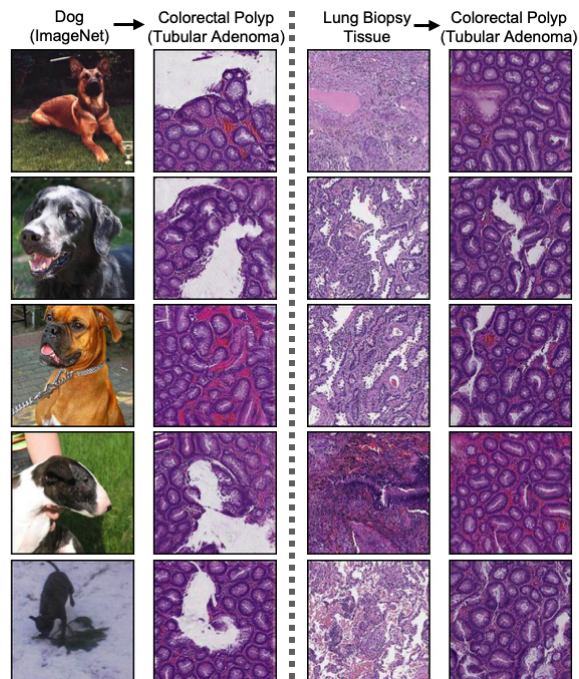 Dog
(ImageNet)
Colorectal Polyp
(Tubular Adenoma)
Lung Biopsy
Tissue
Colorectal Polyp
(Tubular Adenoma)